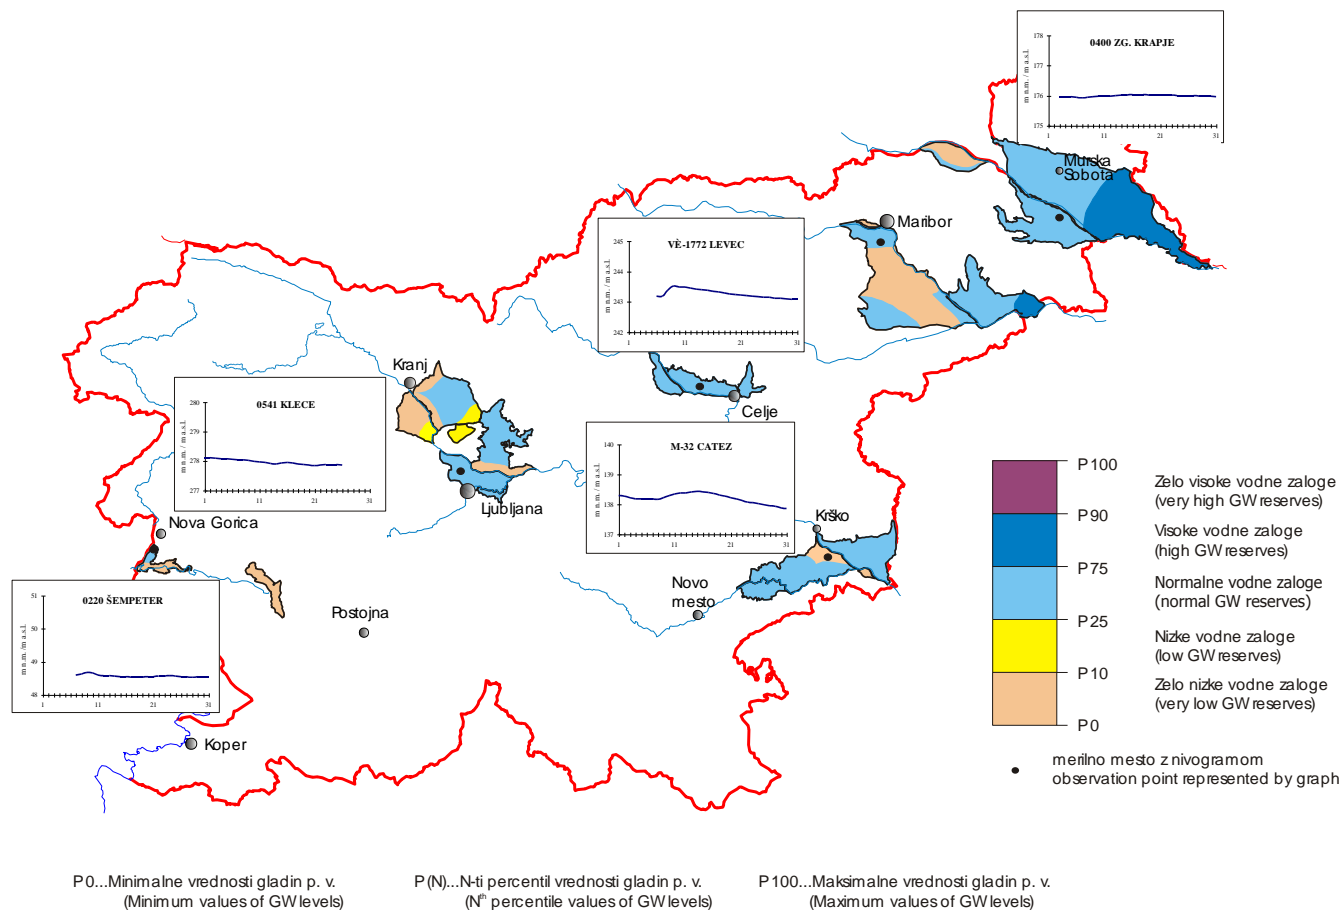 0400 ZG. KRAPJE
m n.m. / m a.s.l.
178
177
176
175
1
11
21
31
Murska
Sobota
Maribor
VÈ-1772 LEVEC
m n.m. / m a.s.l.
245
244
243
242
1
11
21
31
Kranj
Celje
0541 KLECE
m n.m. / m a.s.l.
280
279
278
277
1
11
21
31
M-32 CATEZ
m n.m. / m a.s.l.
140
139
138
137
1
11
21
31
Ljubljana
Nova Gorica
Krško
Novo
mesto
Postojna
0220 ŠEMPETER
m n.m. /m a.s.l.
51
50
49
48
1
11
21
31
Koper
P100
Zelo visoke vodne zaloge
(very high GW reserves)
P90
Visoke vodne zaloge
(high GW reserves)
P75
Normalne vodne zaloge
(normal GW reserves)
P25
Nizke vodne zaloge
(low GW reserves)
P10
Zelo nizke vodne zaloge
(very low GW reserves)
P0
merilno mesto z nivogramom
observation point represented by graph
P0...Minimalne vrednosti gladin p. v.
(Minimum values of GW levels)
P(N)...N-ti percentil vrednosti gladin p. v.
(Nth percentile values of GW levels)
P100...Maksimalne vrednosti gladin p. v.
(Maximum values of GW levels)